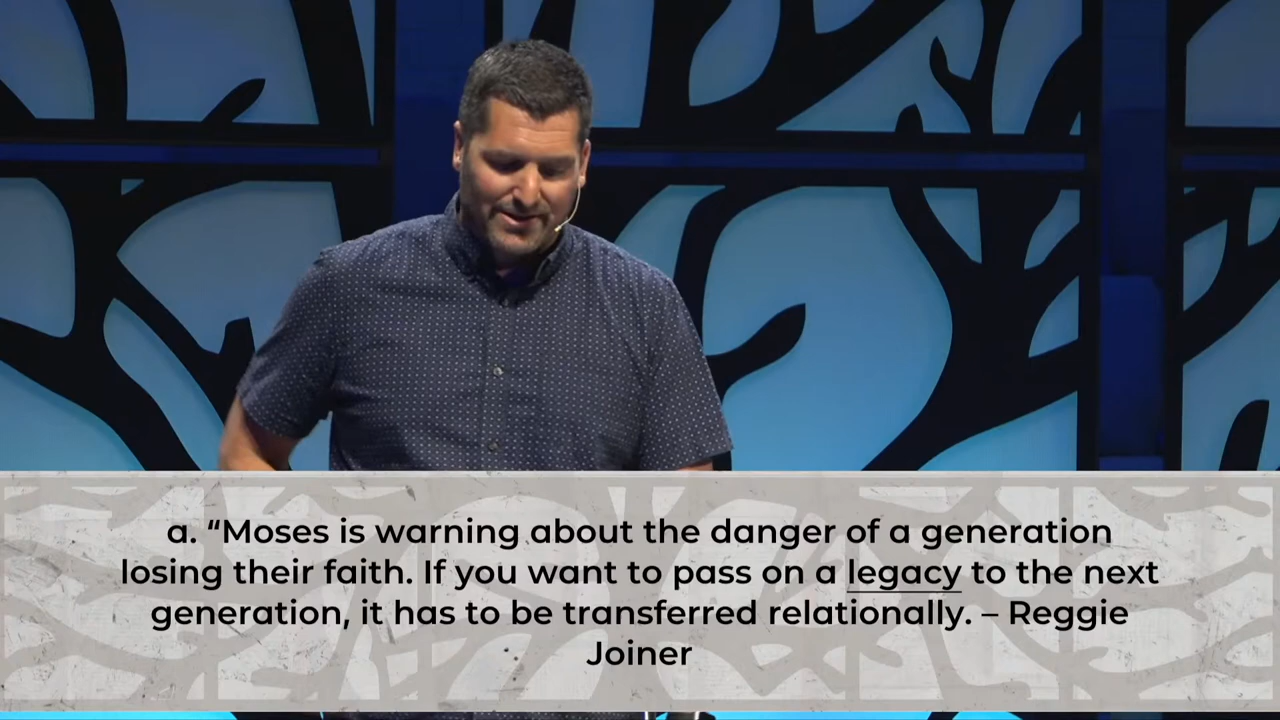 a. “Moses is warning about the danger of a generation
losing their faith. If you want to pass on a legacy to the next
generation, it has to be transferred relationally. – Reggie
Joiner